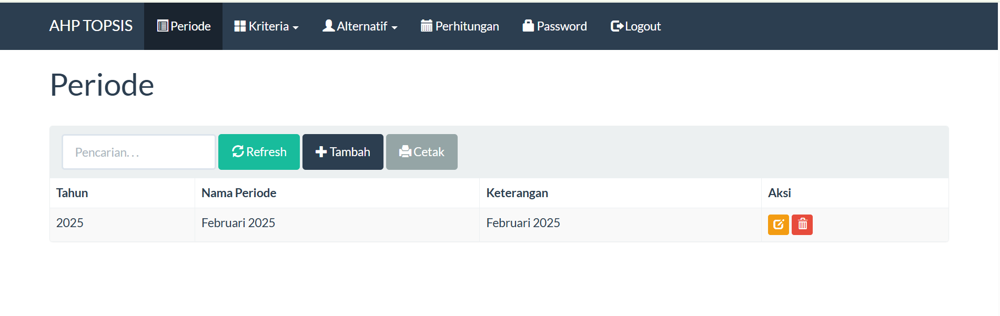 AHP TOPSIS Periode Kriteria Alternatif Perhitungan Password Logout
Periode
Pencarian... Refresh Tambah Cetak
Tahun Nama Periode Keterangan Aksi
2025 Februari 2025 Februari 2025